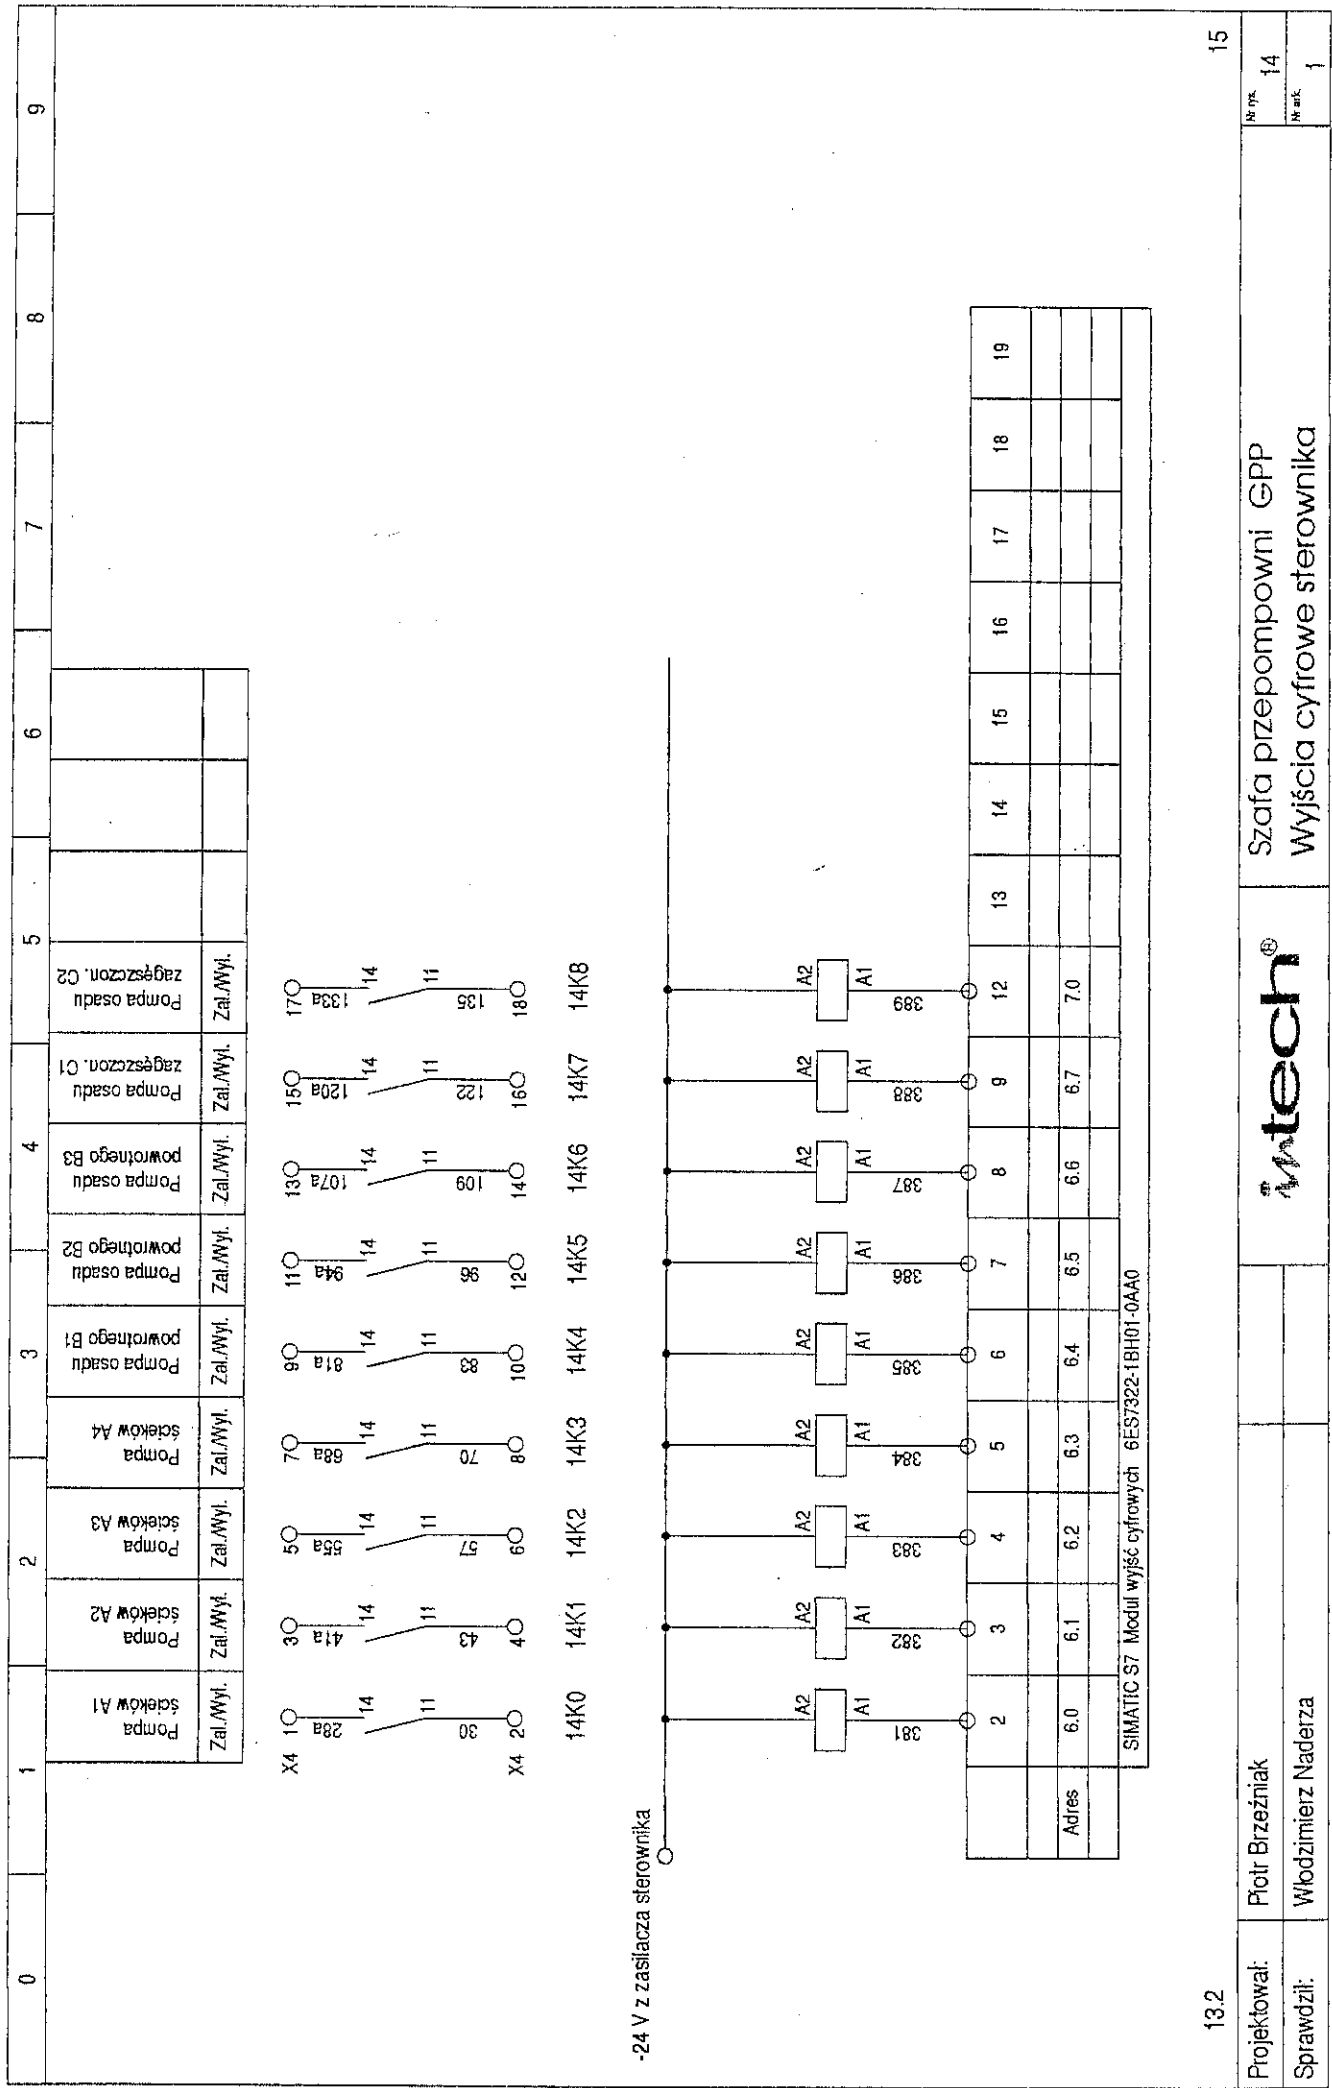 0 1 2 3 4 5 6 7 8 9
Pompa ścieków A1
Pompa ścieków A2
Pompa ścieków A3
Pompa ścieków A4
Pompa osadu powrotnego B1
Pompa osadu powrotnego B2
Pompa osadu powrotnego B3
Pompa osadu zagęszczon. C1
Pompa osadu zagęszczon. C2
Zał./Wył. Zał./Wył. Zał./Wył. Zał./Wył. Zał./Wył. Zał./Wył. Zał./Wył. Zał./Wył. Zał./Wył.
X4 1 3 5 7 9 11 13 15 17
28a 41a 55a 68a 81a 94a 107a 120a 133a
14 14 14 14 14 14 14 14 14
11 11 11 11 11 11 11 11 11
30 43 57 70 83 96 109 122 135
X4 2 4 6 8 10 12 14 16 18
14K0 14K1 14K2 14K3 14K4 14K5 14K6 14K7 14K8
-24 V z zasilacza sterownika
A2 A2 A2 A2 A2 A2 A2 A2 A2
A1 A1 A1 A1 A1 A1 A1 A1 A1
381 382 383 384 385 386 387 388 389
2 3 4 5 6 7 8 9 12 13 14 15 16 17 18 19
Adres 6.0 6.1 6.2 6.3 6.4 6.5 6.6 6.7 7.0
SIMATIC S7 Moduł wyjść cyfrowych 6ES7322-1BH01-0AA0
13.2 15
Projektował: Piotr Brzeźniak
Sprawdził: Włodzimierz Naderza
intech®
Szafa przepompowni GPP
Wyjścia cyfrowe sterownika
Nr rys. 14
Nr ark. 1